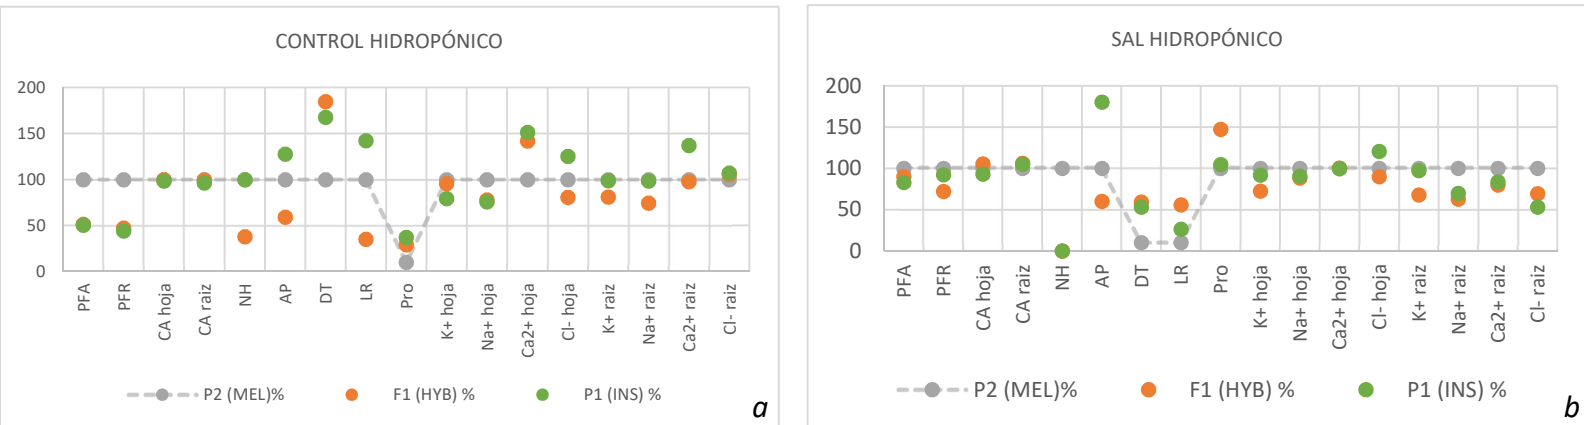 CONTROL HIDROPÓNICO
200
150
100
50
0
PFA
PFR
CA hoja
CA raiz
NH
AP
DT
LR
Pro
K+ hoja
Na+ hoja
Ca2+ hoja
Cl- hoja
K+ raiz
Na+ raiz
Ca2+ raiz
Cl- raiz
P2 (MEL)% F1 (HYB) % P1 (INS) %
a
SAL HIDROPÓNICO
200
150
100
50
0
PFA
PFR
CA hoja
CA raiz
NH
AP
DT
LR
Pro
K+ hoja
Na+ hoja
Ca2+ hoja
Cl- hoja
K+ raiz
Na+ raiz
Ca2+ raiz
Cl- raiz
P2 (MEL)% F1 (HYB) % P1 (INS) %
b